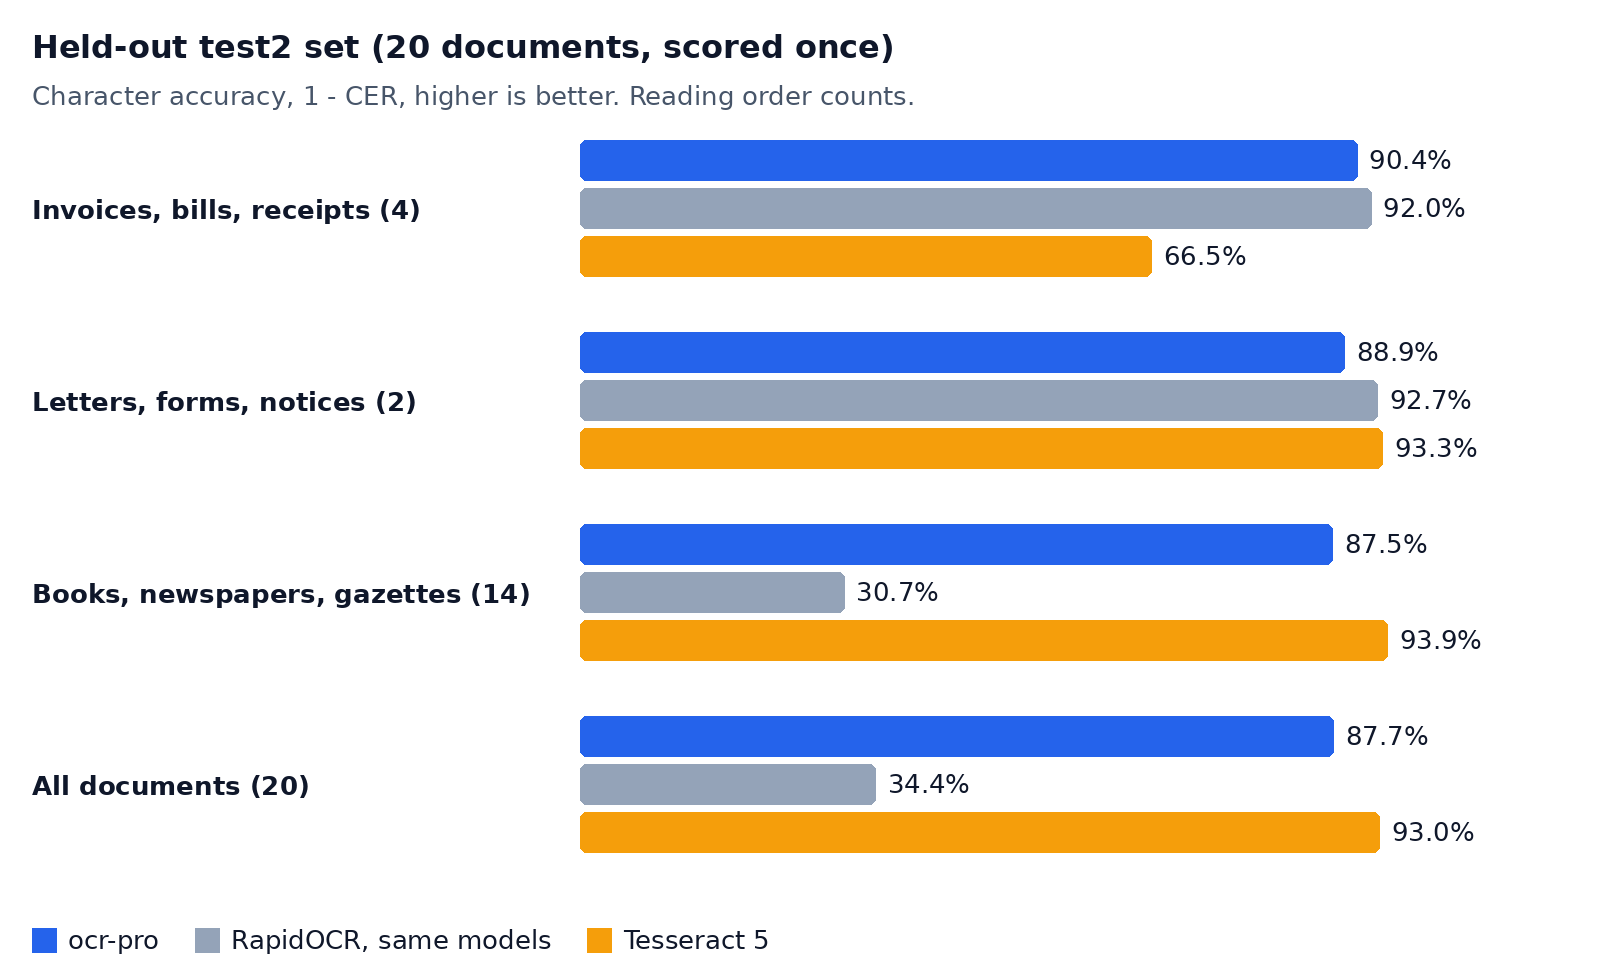 Held-out test2 set (20 documents, scored once)
Character accuracy, 1 - CER, higher is better. Reading order counts.
Invoices, bills, receipts (4)
90.4%
92.0%
66.5%
Letters, forms, notices (2)
88.9%
92.7%
93.3%
Books, newspapers, gazettes (14)
87.5%
30.7%
93.9%
All documents (20)
87.7%
34.4%
93.0%
ocr-pro RapidOCR, same models Tesseract 5